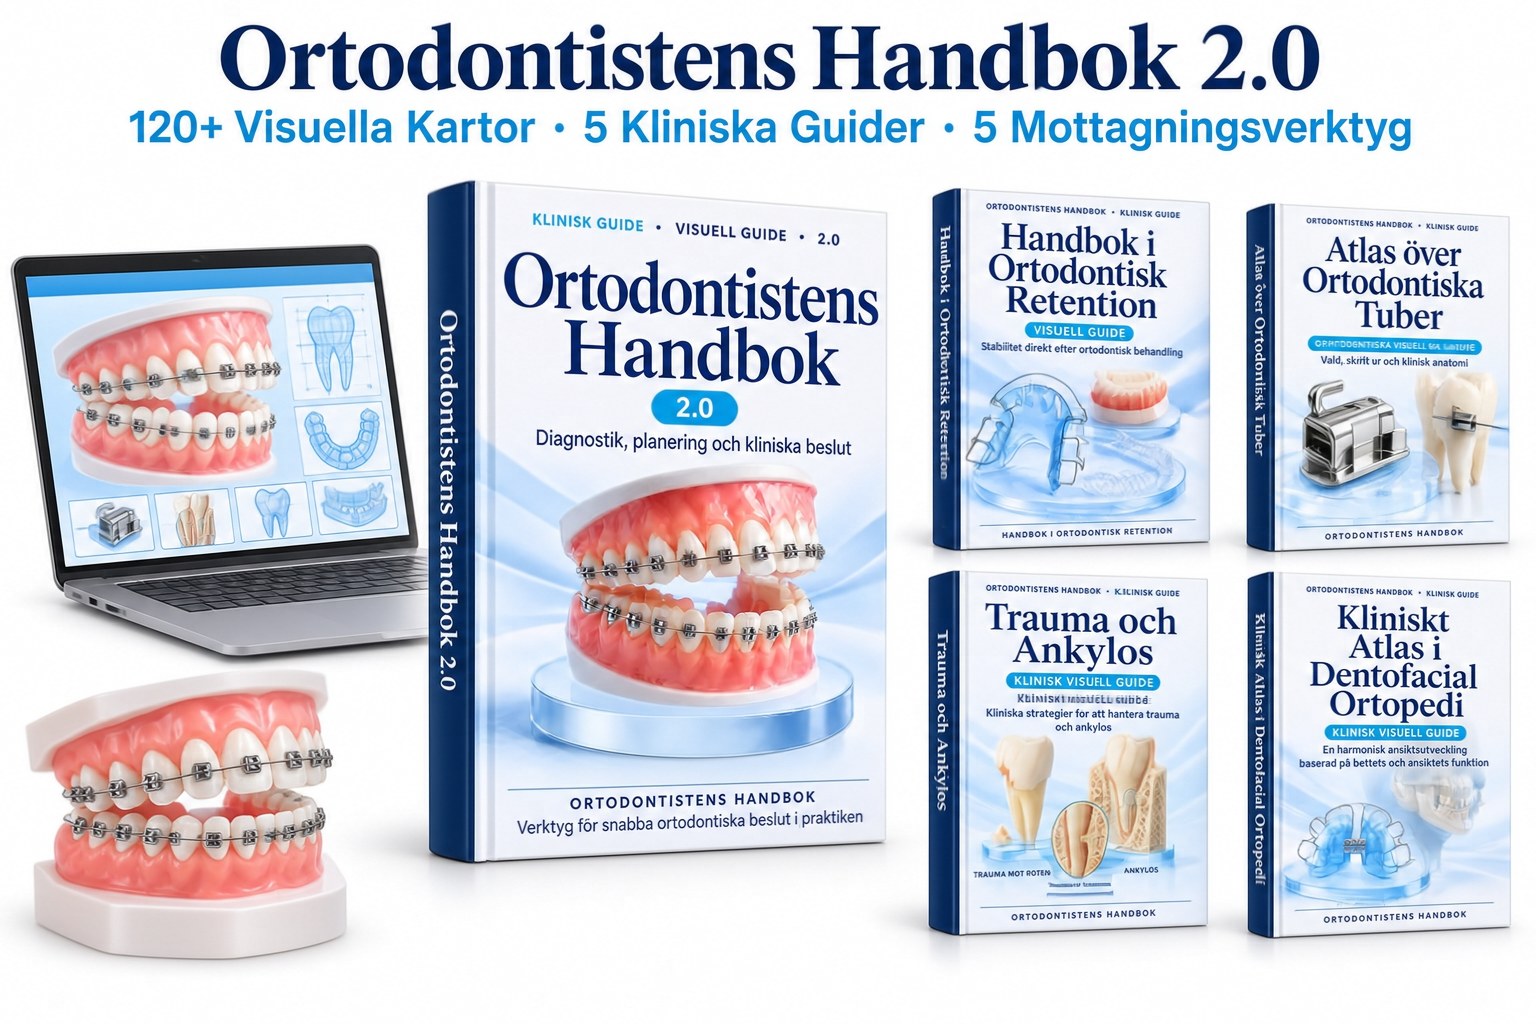 Ortodontistens Handbok 2.0
120+ Visuella Kartor • 5 Kliniska Guider • 5 Mottagningsverktyg
Ortodontistens Handbok 2.0
KLINISK GUIDE • VISUELL GUIDE • 2.0
Ortodontistens
Handbok
2.0
Diagnostik, planering och kliniska beslut
ORTODONTISTENS HANDBOK
Verktyg för snabba ortodontiska beslut i praktiken
Handbok i Ortodontisk Retention
ORTODONTISTENS HANDBOK • KLINISK GUIDE
Handbok i
Ortodontisk
Retention
VISUELL GUIDE
Stabilitet direkt efter ortodontisk behandling
HANDBOK I ORTODONTISK RETENTION
Atlas över Ortodontisk Tuber
ORTODONTISTENS HANDBOK • KLINISK GUIDE
Atlas över
Ortodontiska
Tuber
Vald, skrift ur och klinisk anatomi
ORTODONTISTENS HANDBOK
Trauma och Ankylos
ORTODONTISTENS HANDBOK • KLINISK GUIDE
Trauma och
Ankylos
KLINISK VISUELL GUIDE
Kliniska strategier för att hantera trauma
och ankylos
TRAUMA MOT ROTEN
ANKYLOS
ORTODONTISTENS HANDBOK
i Dentofacial Ortopedi
ORTODONTISTENS HANDBOK • KLINISK GUIDE
Kliniskt
Atlas i
Dentofacial
Ortopedi
KLINISK VISUELL GUIDE
En harmonisk ansiktsutveckling
baserad på bettets och ansiktets funktion
ORTODONTISTENS HANDBOK